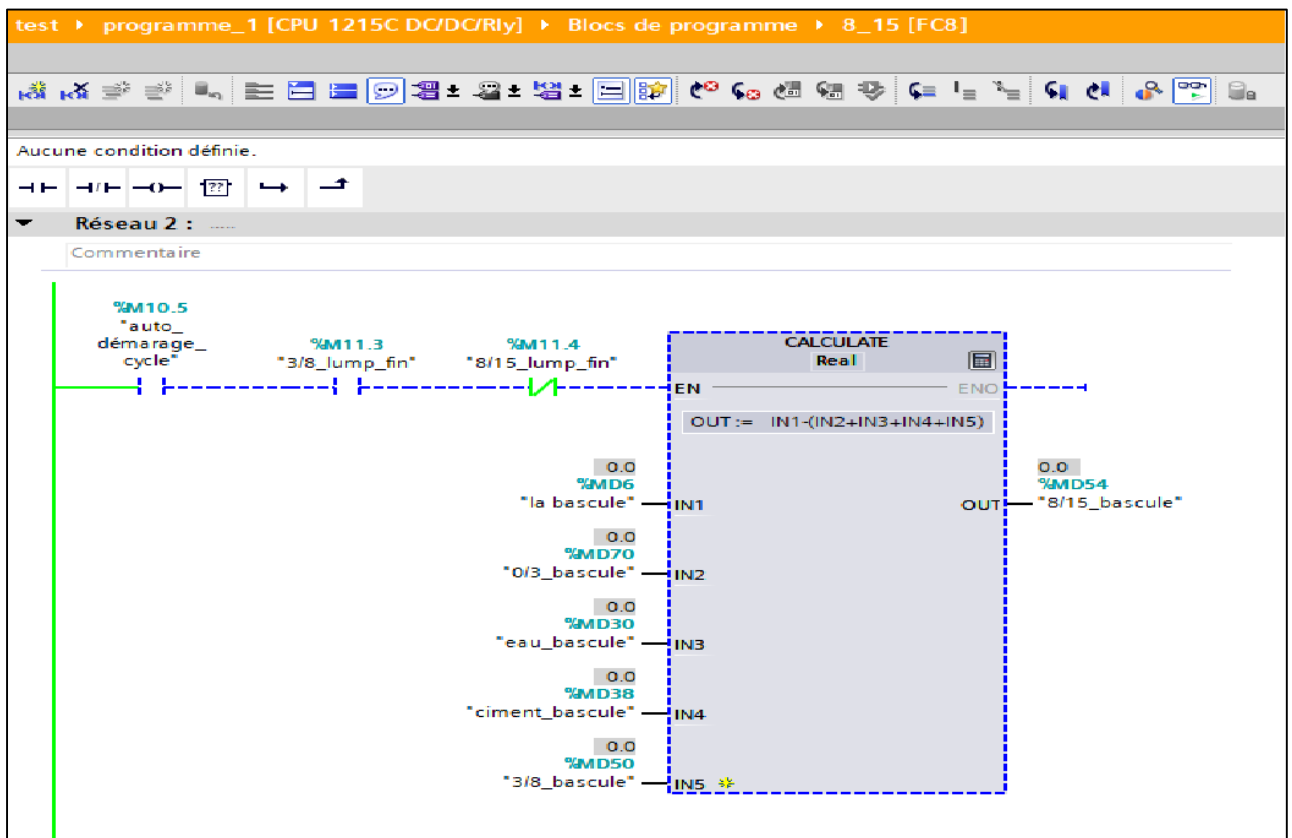 test ▸ programme_1 [CPU 1215C DC/DC/Rly] ▸ Blocs de programme ▸ 8_15 [FC8]
Aucune condition définie.
??
Réseau 2 : .....
Commentaire
%M10.5
"auto_
démarage_
cycle"
%M11.3
"3/8_lump_fin"
%M11.4
"8/15_lump_fin"
CALCULATE
Real
EN
ENO
OUT := IN1-(IN2+IN3+IN4+IN5)
0.0
%MD6
"la bascule"
IN1
OUT
0.0
%MD54
"8/15_bascule"
0.0
%MD70
"0/3_bascule"
IN2
0.0
%MD30
"eau_bascule"
IN3
0.0
%MD38
"ciment_bascule"
IN4
0.0
%MD50
"3/8_bascule"
IN5